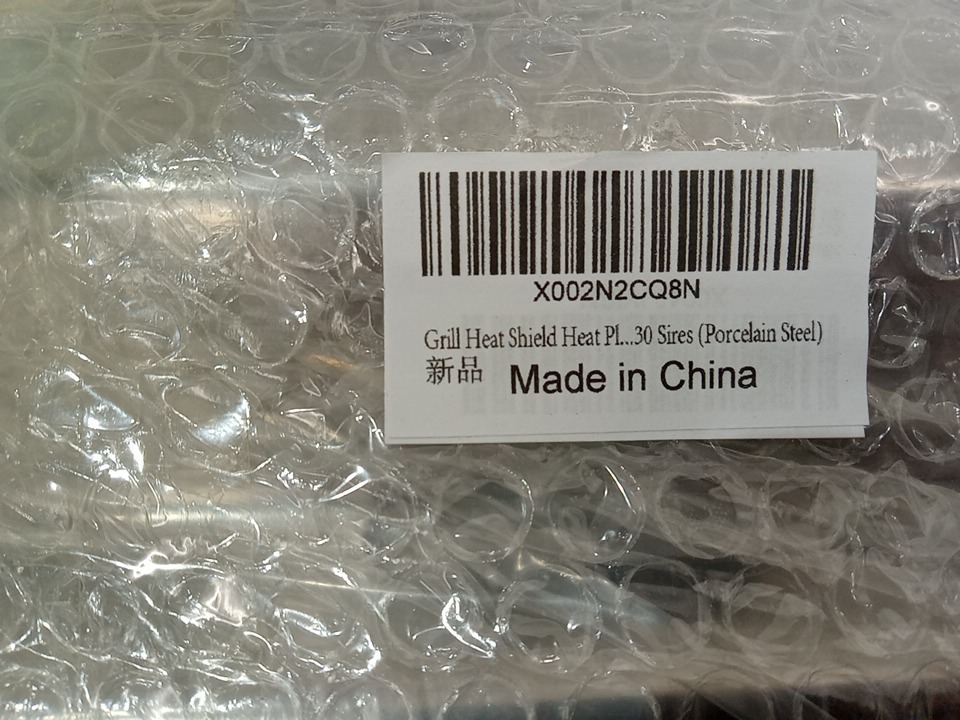 X002N2CQ8N
Grill Heat Shield Heat Pl...30 Sires (Porcelain Steel)
新品
Made in China